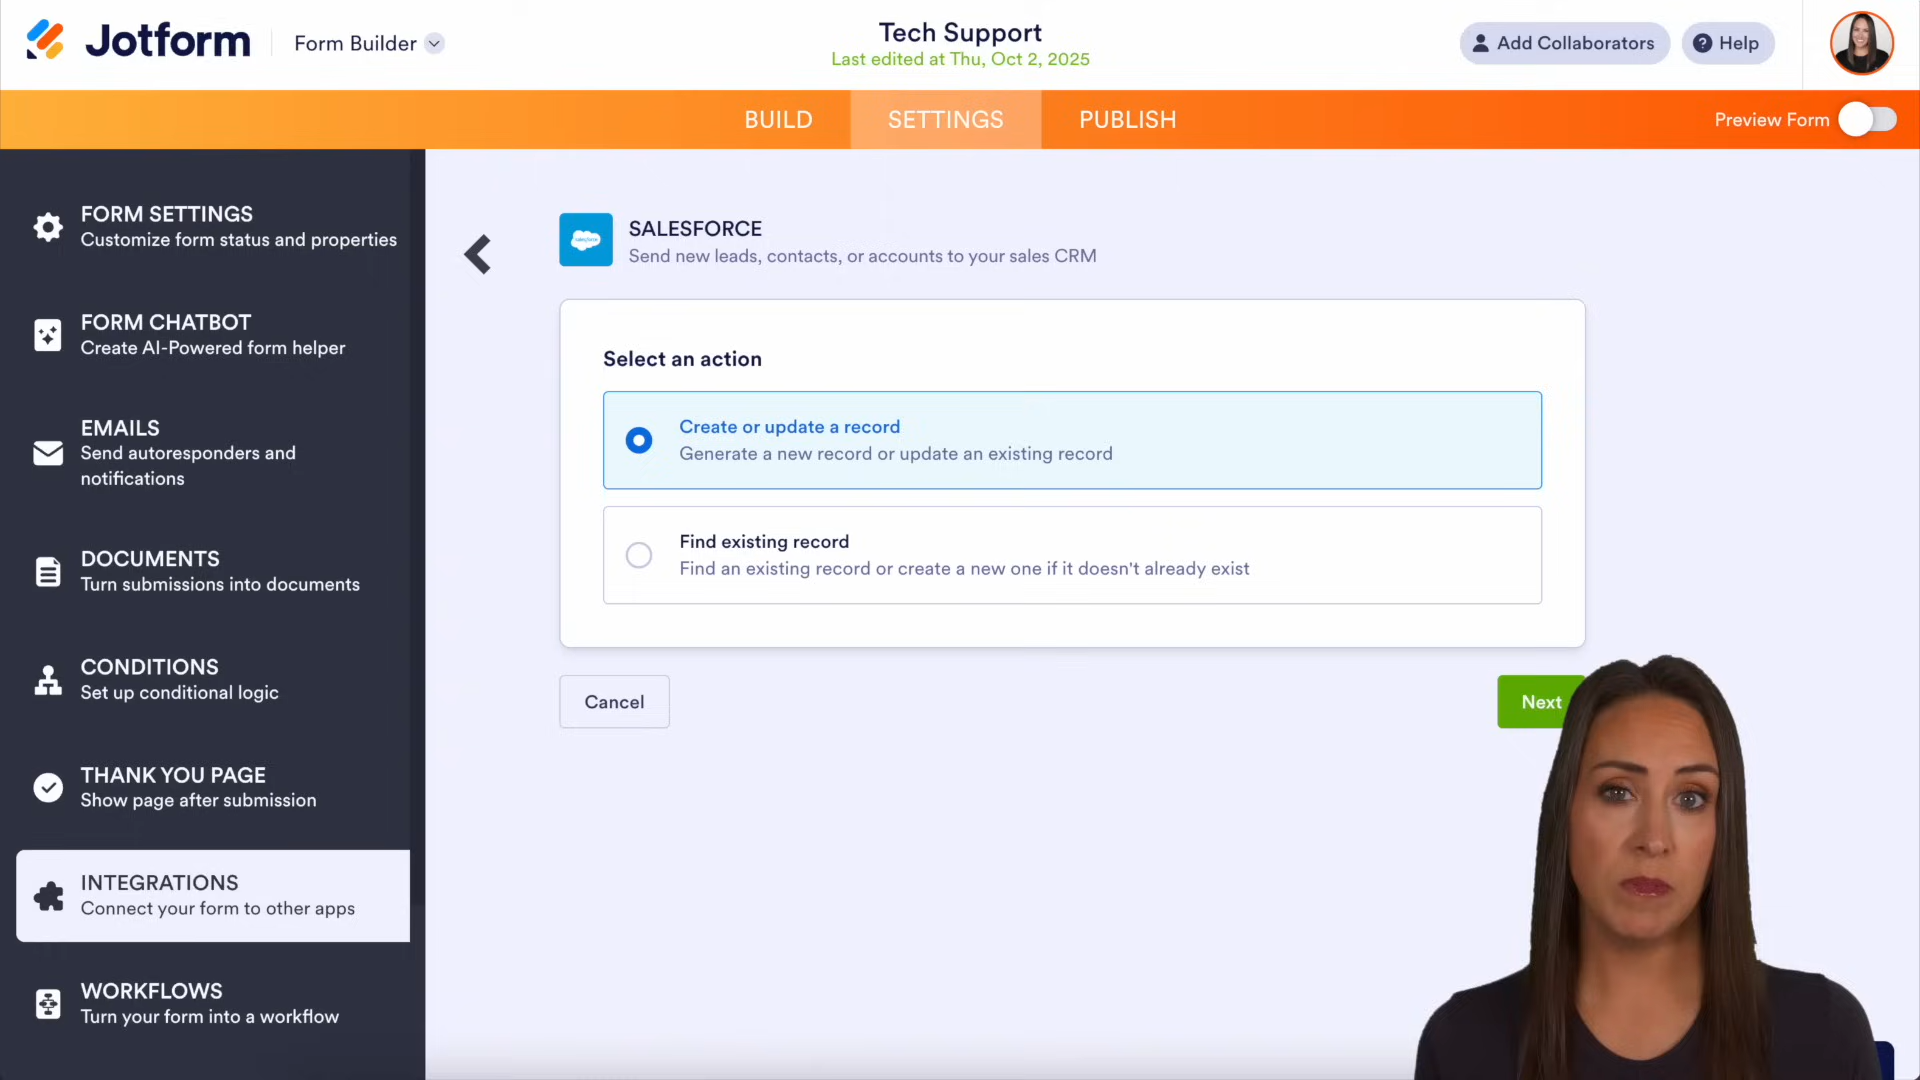 Jotform
Form Builder
Tech Support
Last edited at Thu, Oct 2, 2025
Add Collaborators
Help
BUILD
SETTINGS
PUBLISH
Preview Form
FORM SETTINGS
Customize form status and properties
FORM CHATBOT
Create AI-Powered form helper
EMAILS
Send autoresponders and
notifications
DOCUMENTS
Turn submissions into documents
CONDITIONS
Set up conditional logic
THANK YOU PAGE
Show page after submission
INTEGRATIONS
Connect your form to other apps
WORKFLOWS
Turn your form into a workflow
salesforce
SALESFORCE
Send new leads, contacts, or accounts to your sales CRM
Select an action
Create or update a record
Generate a new record or update an existing record
Find existing record
Find an existing record or create a new one if it doesn't already exist
Cancel
Next